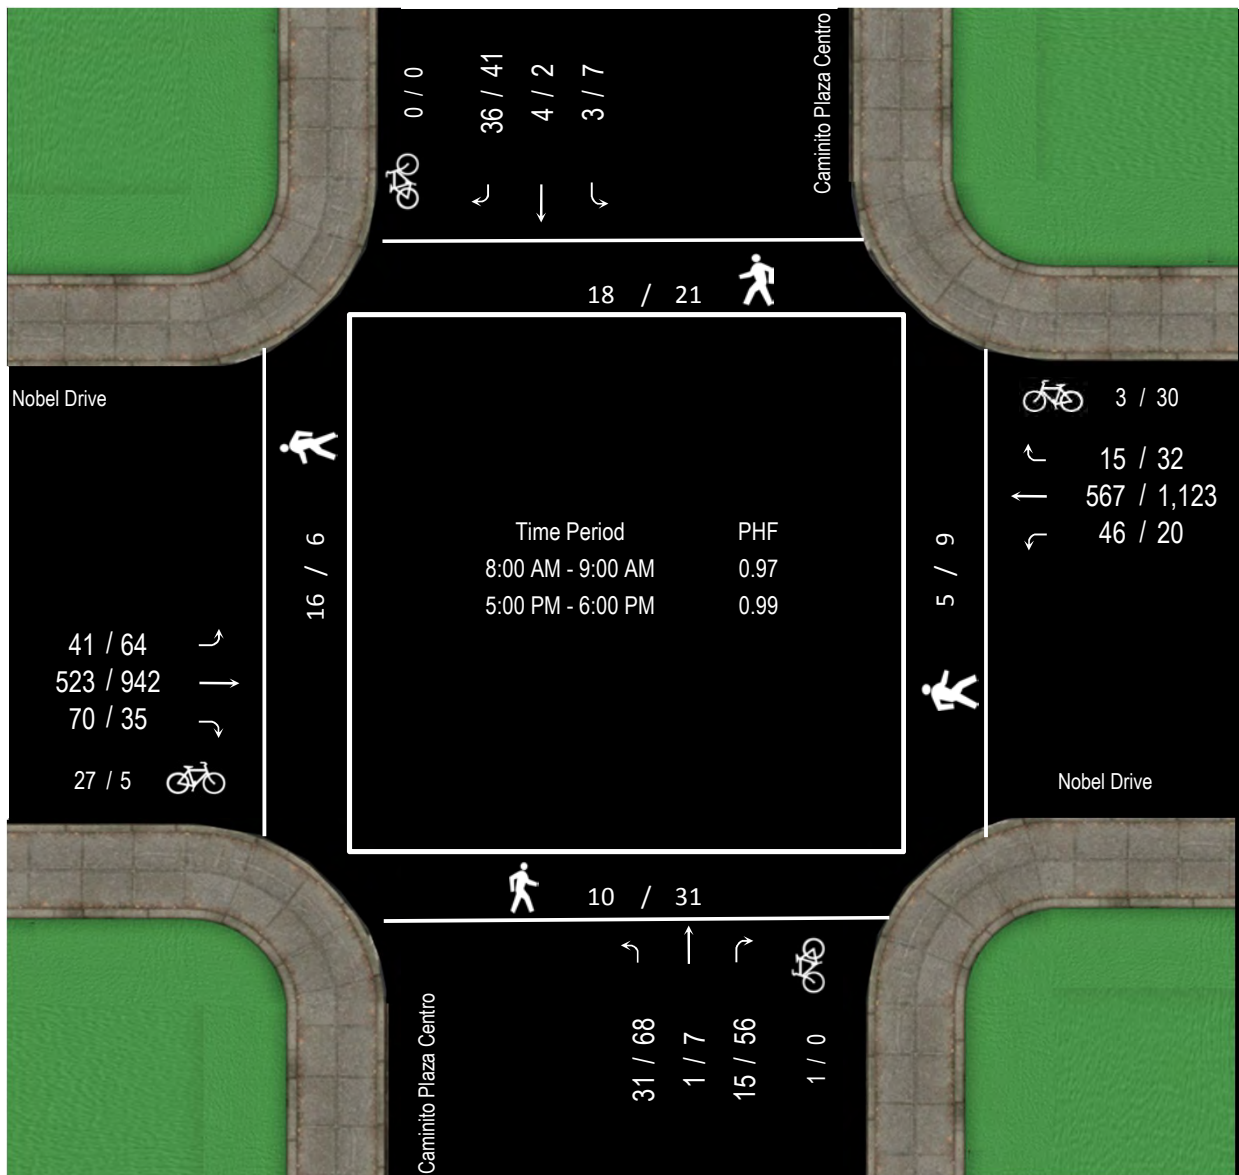 Caminito Plaza Centro
0 / 0
36 / 41
4 / 2
3 / 7
18 / 21
Nobel Drive
3 / 30
15 / 32
567 / 1,123
46 / 20
16 / 6
Time Period PHF
8:00 AM - 9:00 AM 0.97
5:00 PM - 6:00 PM 0.99
5 / 9
41 / 64
523 / 942
70 / 35
27 / 5
Nobel Drive
10 / 31
Caminito Plaza Centro
31 / 68
1 / 7
15 / 56
1 / 0